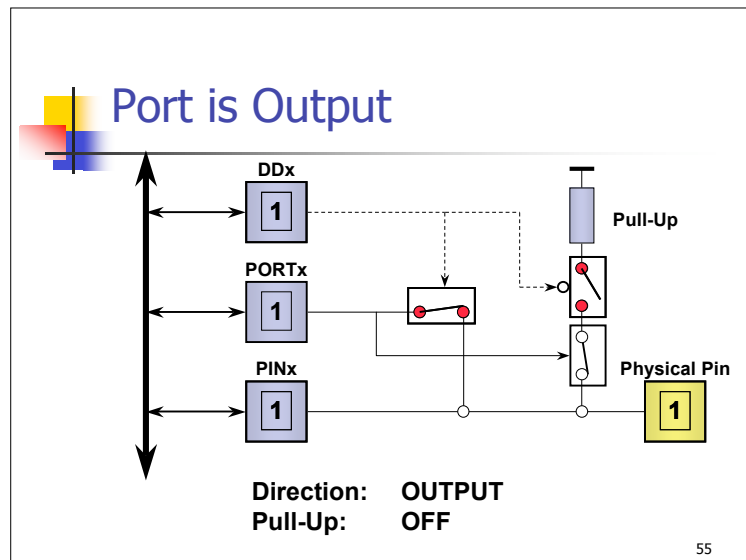 Port is Output
DDx
1
Pull-Up
PORTx
1
PINx
1
Physical Pin
1
Direction: OUTPUT
Pull-Up: OFF
55